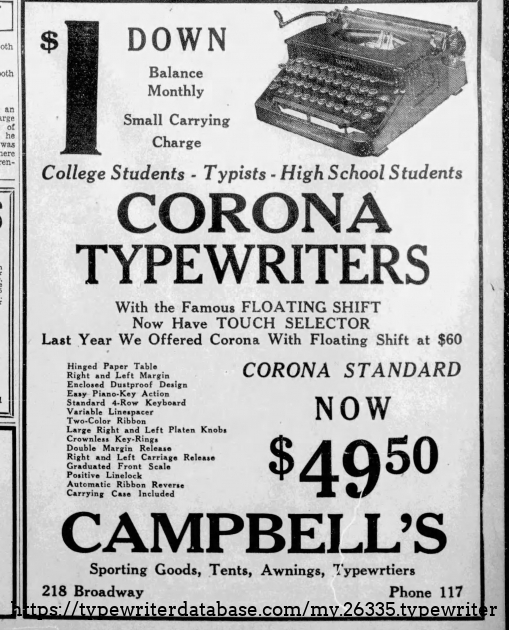 $1 DOWN
Balance
Monthly
Small Carrying
Charge
College Students - Typists - High School Students
CORONA
TYPEWRITERS
With the Famous FLOATING SHIFT
Now Have TOUCH SELECTOR
Last Year We Offered Corona With Floating Shift at $60
Hinged Paper Table
Right and Left Margin
Enclosed Dustproof Design
Easy Piano-Key Action
Standard 4-Row Keyboard
Variable Linespacer
Two-Color Ribbon
Large Right and Left Platen Knobs
Crownless Key-Rings
Double Margin Release
Right and Left Carriage Release
Graduated Front Scale
Positive Linelock
Automatic Ribbon Reverse
Carrying Case Included
CORONA STANDARD
NOW
$4950
CAMPBELL'S
Sporting Goods, Tents, Awnings, Typewrtiers
218 Broadway
Phone 117
https://typewriterdatabase.com/my.26335.typewriter